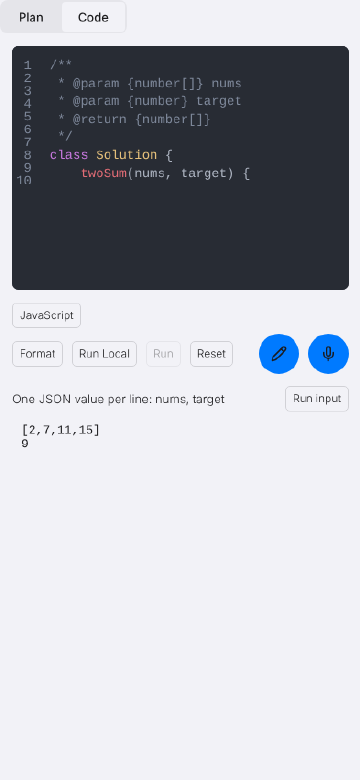 Plan Code
1 /**
2 * @param {number[]} nums
3 * @param {number} target
4 * @return {number[]}
5 */
6 class Solution {
7 twoSum(nums, target) {
8
9
10
JavaScript
Format Run Local Run Reset
One JSON value per line: nums, target Run input
[2,7,11,15]
9